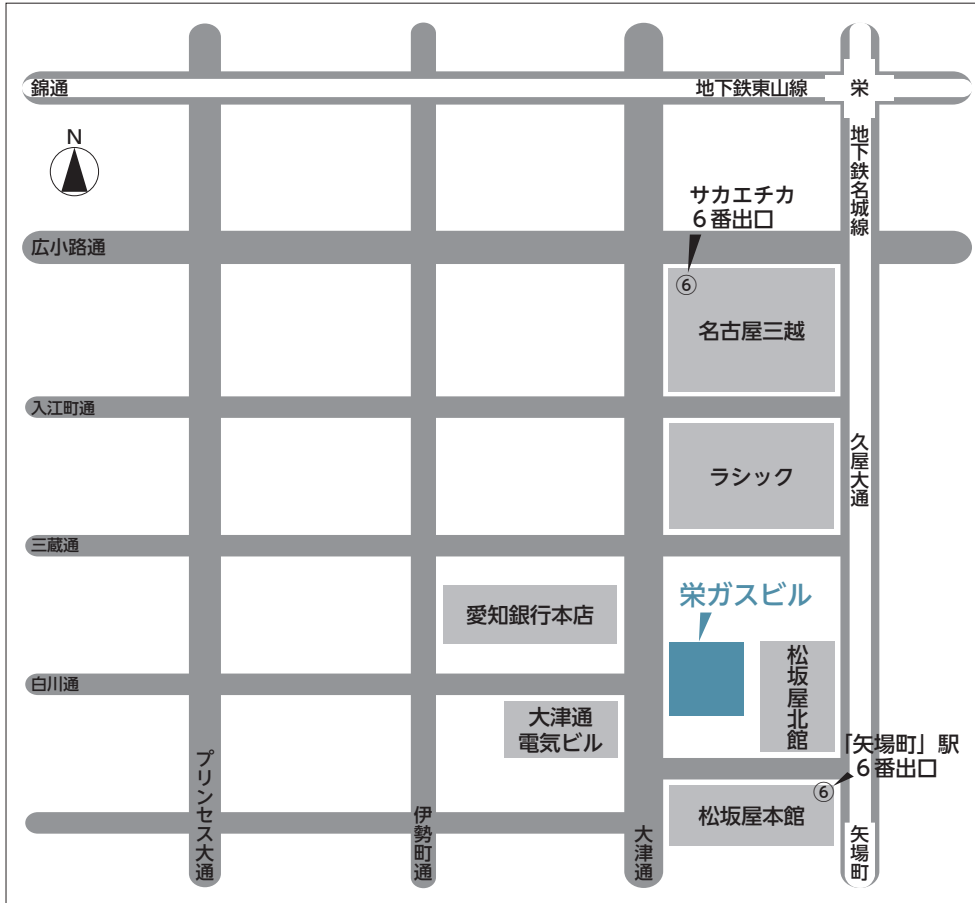 錦通
地下鉄東山線
栄
地下鉄名城線
N
サカエチカ
6番出口
広小路通
⑥
名古屋三越
入江町通
久屋大通
ラシック
三蔵通
栄ガスビル
愛知銀行本店
松坂屋北館
白川通
大津通
電気ビル
「矢場町」駅
6番出口
⑥
松坂屋本館
プリンセス大通
伊勢町通
大津通
矢場町